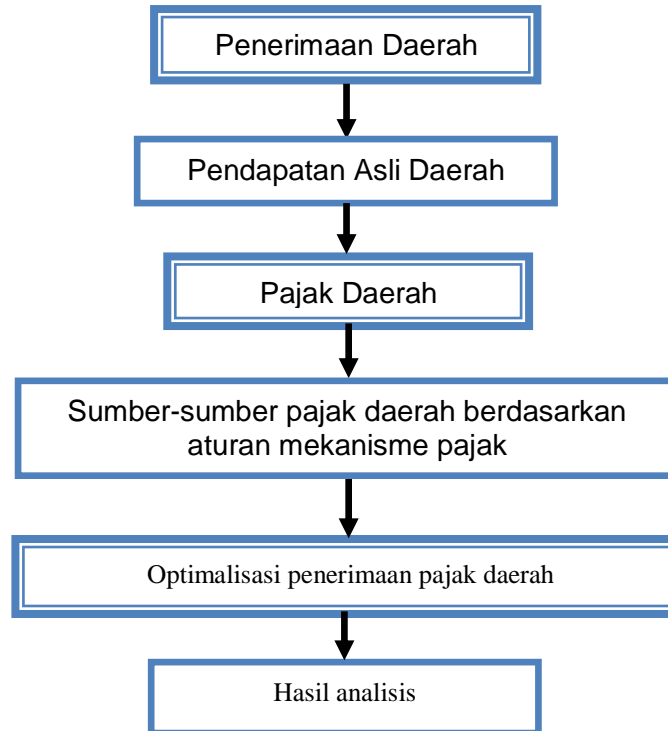 Penerimaan Daerah
Pendapatan Asli Daerah
Pajak Daerah
Sumber-sumber pajak daerah berdasarkan
aturan mekanisme pajak
Optimalisasi penerimaan pajak daerah
Hasil analisis